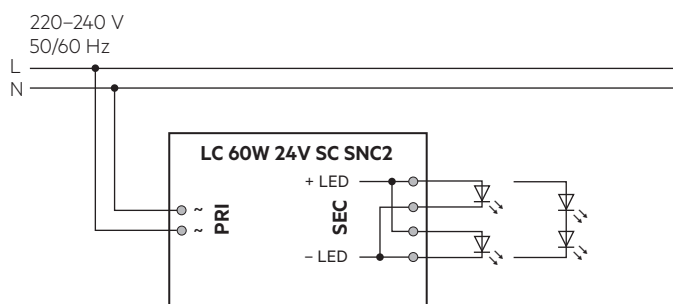 220–240 V
50/60 Hz
L
N
LC 60W 24V SC SNC2
+ LED
~
PRI
~
SEC
– LED